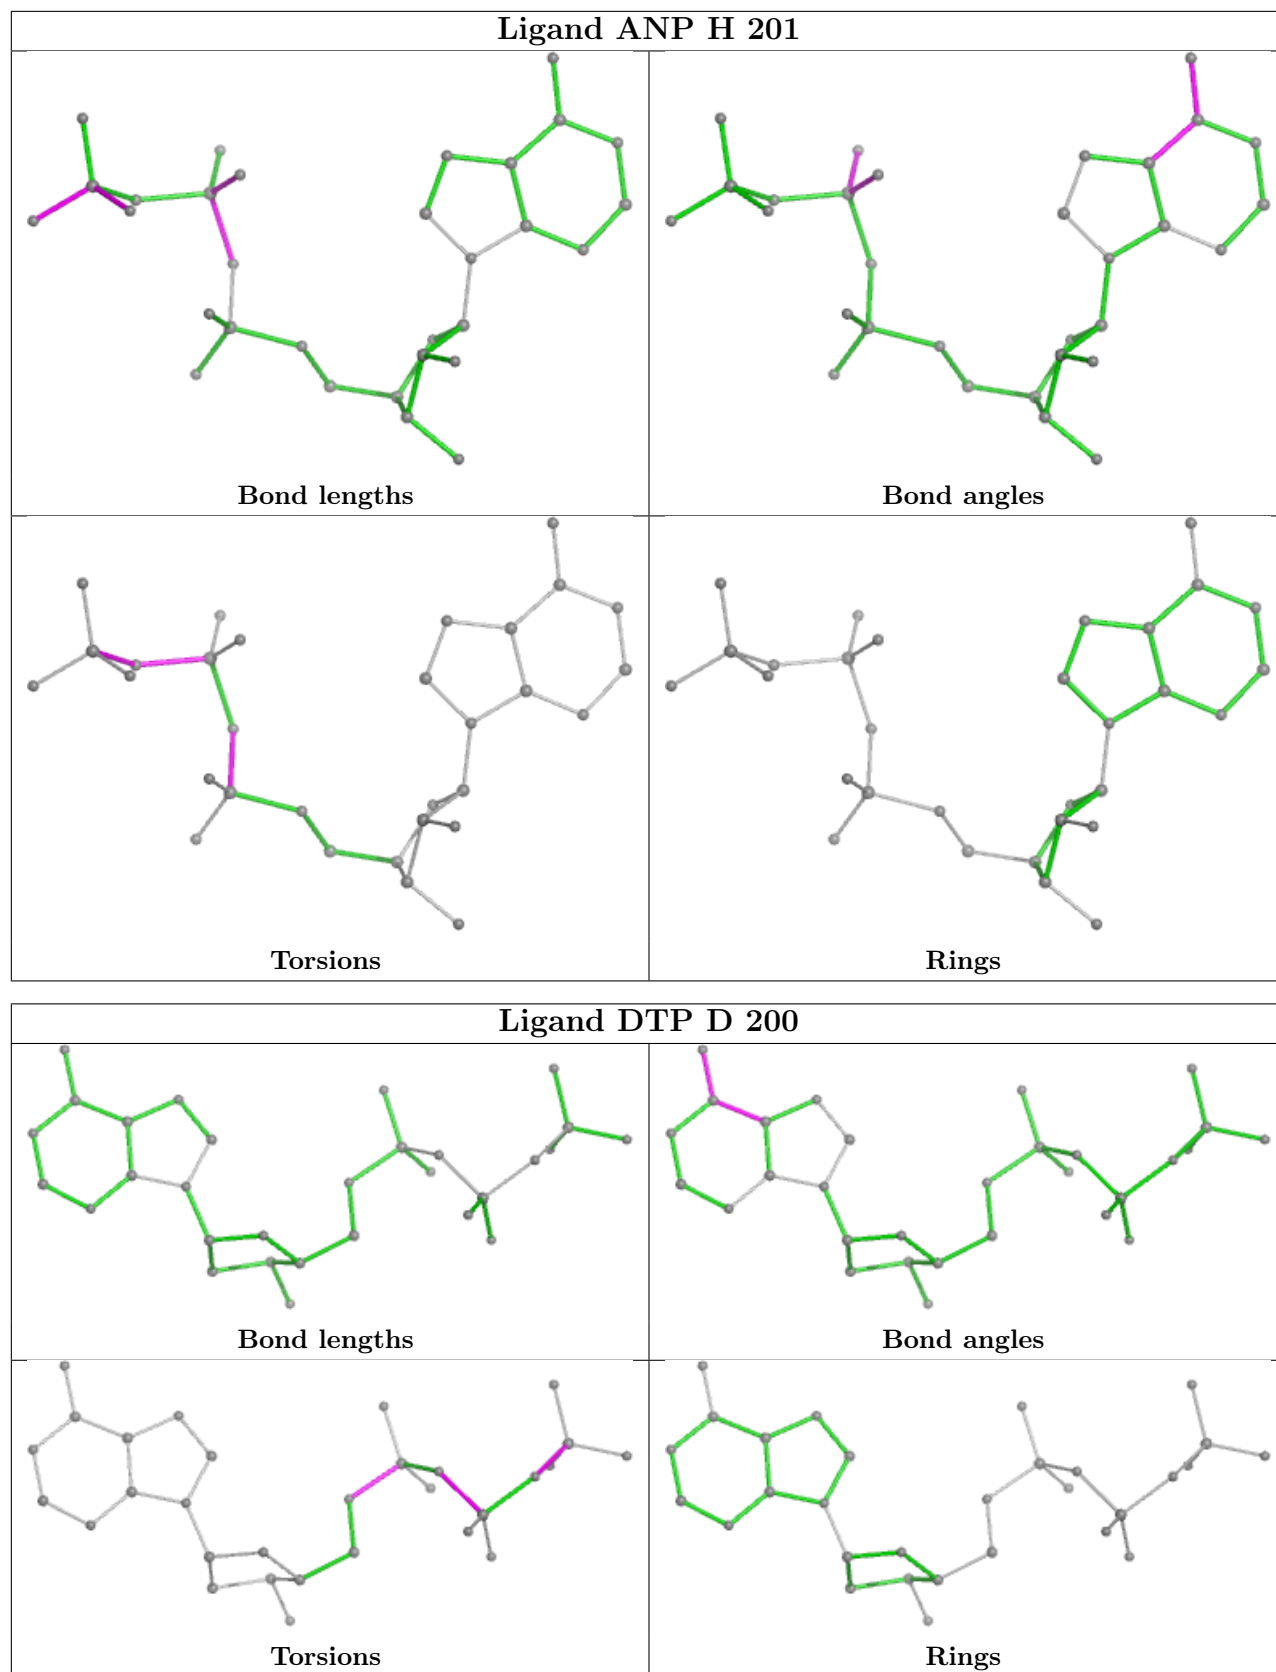 Ligand ANP H 201
Bond lengths
Bond angles
Torsions
Rings
Ligand DTP D 200
Bond lengths
Bond angles
Torsions
Rings